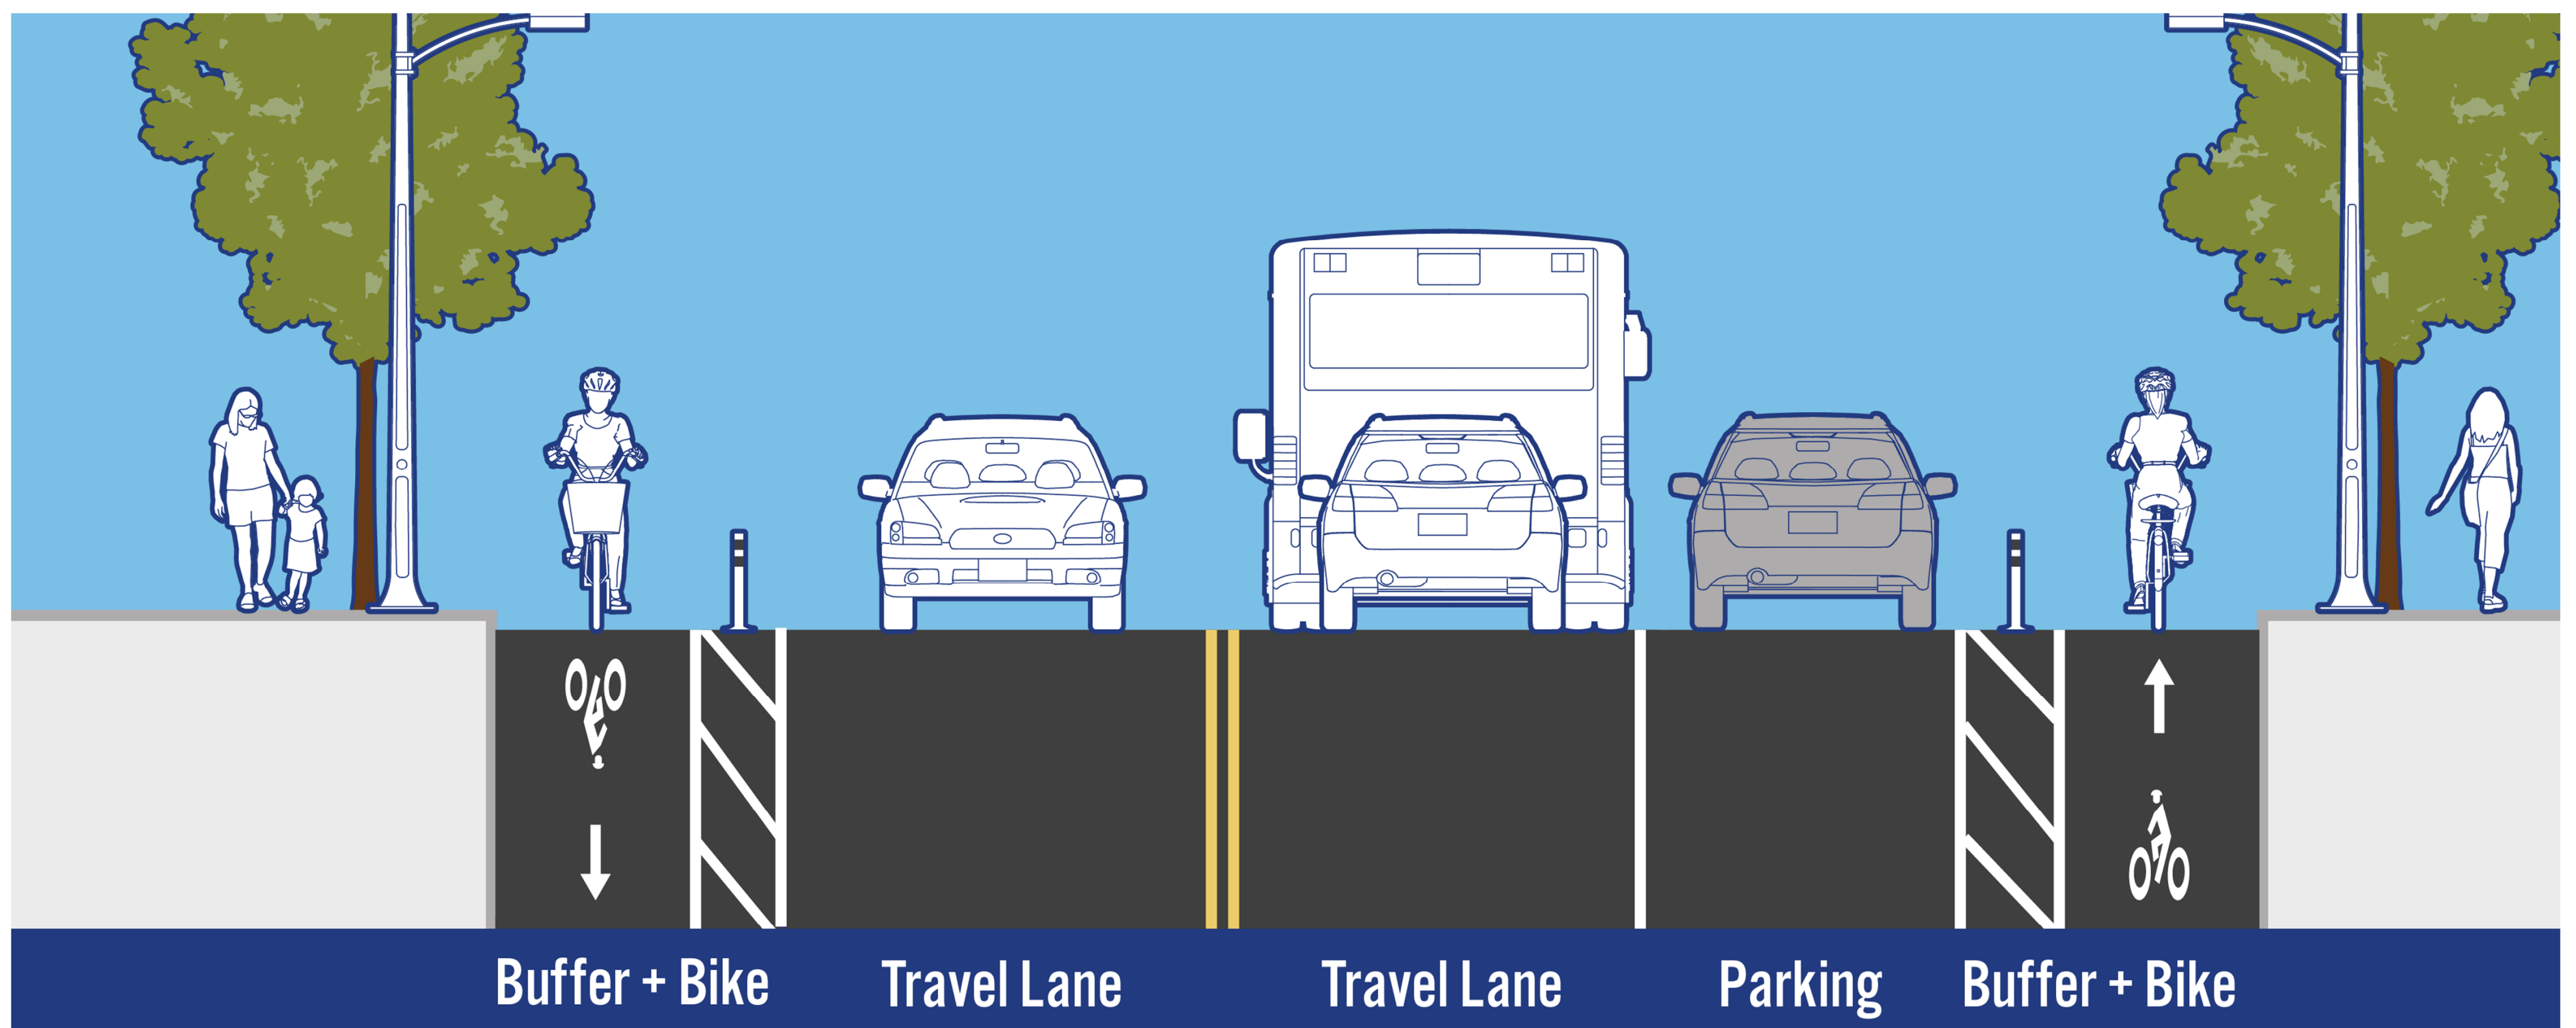 Buffer + Bike
Travel Lane
Travel Lane
Parking
Buffer + Bike